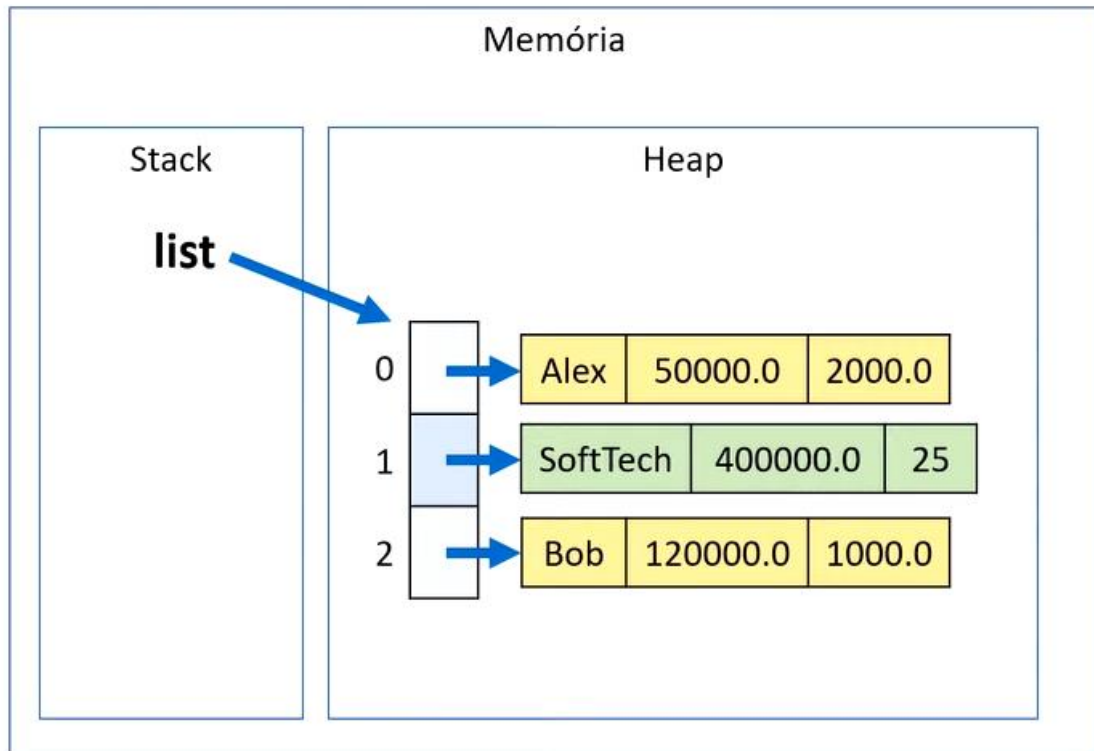 Memória
Stack
Heap
list
0 Alex 50000.0 2000.0
1 SoftTech 400000.0 25
2 Bob 120000.0 1000.0